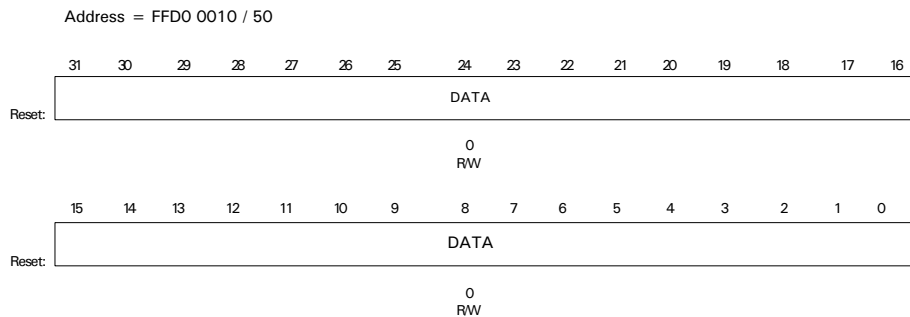 Address = FFD0 0010 / 50
31 30 29 28 27 26 25 24 23 22 21 20 19 18 17 16
DATA
Reset:
0
R/W
15 14 13 12 11 10 9 8 7 6 5 4 3 2 1 0
DATA
Reset:
0
R/W